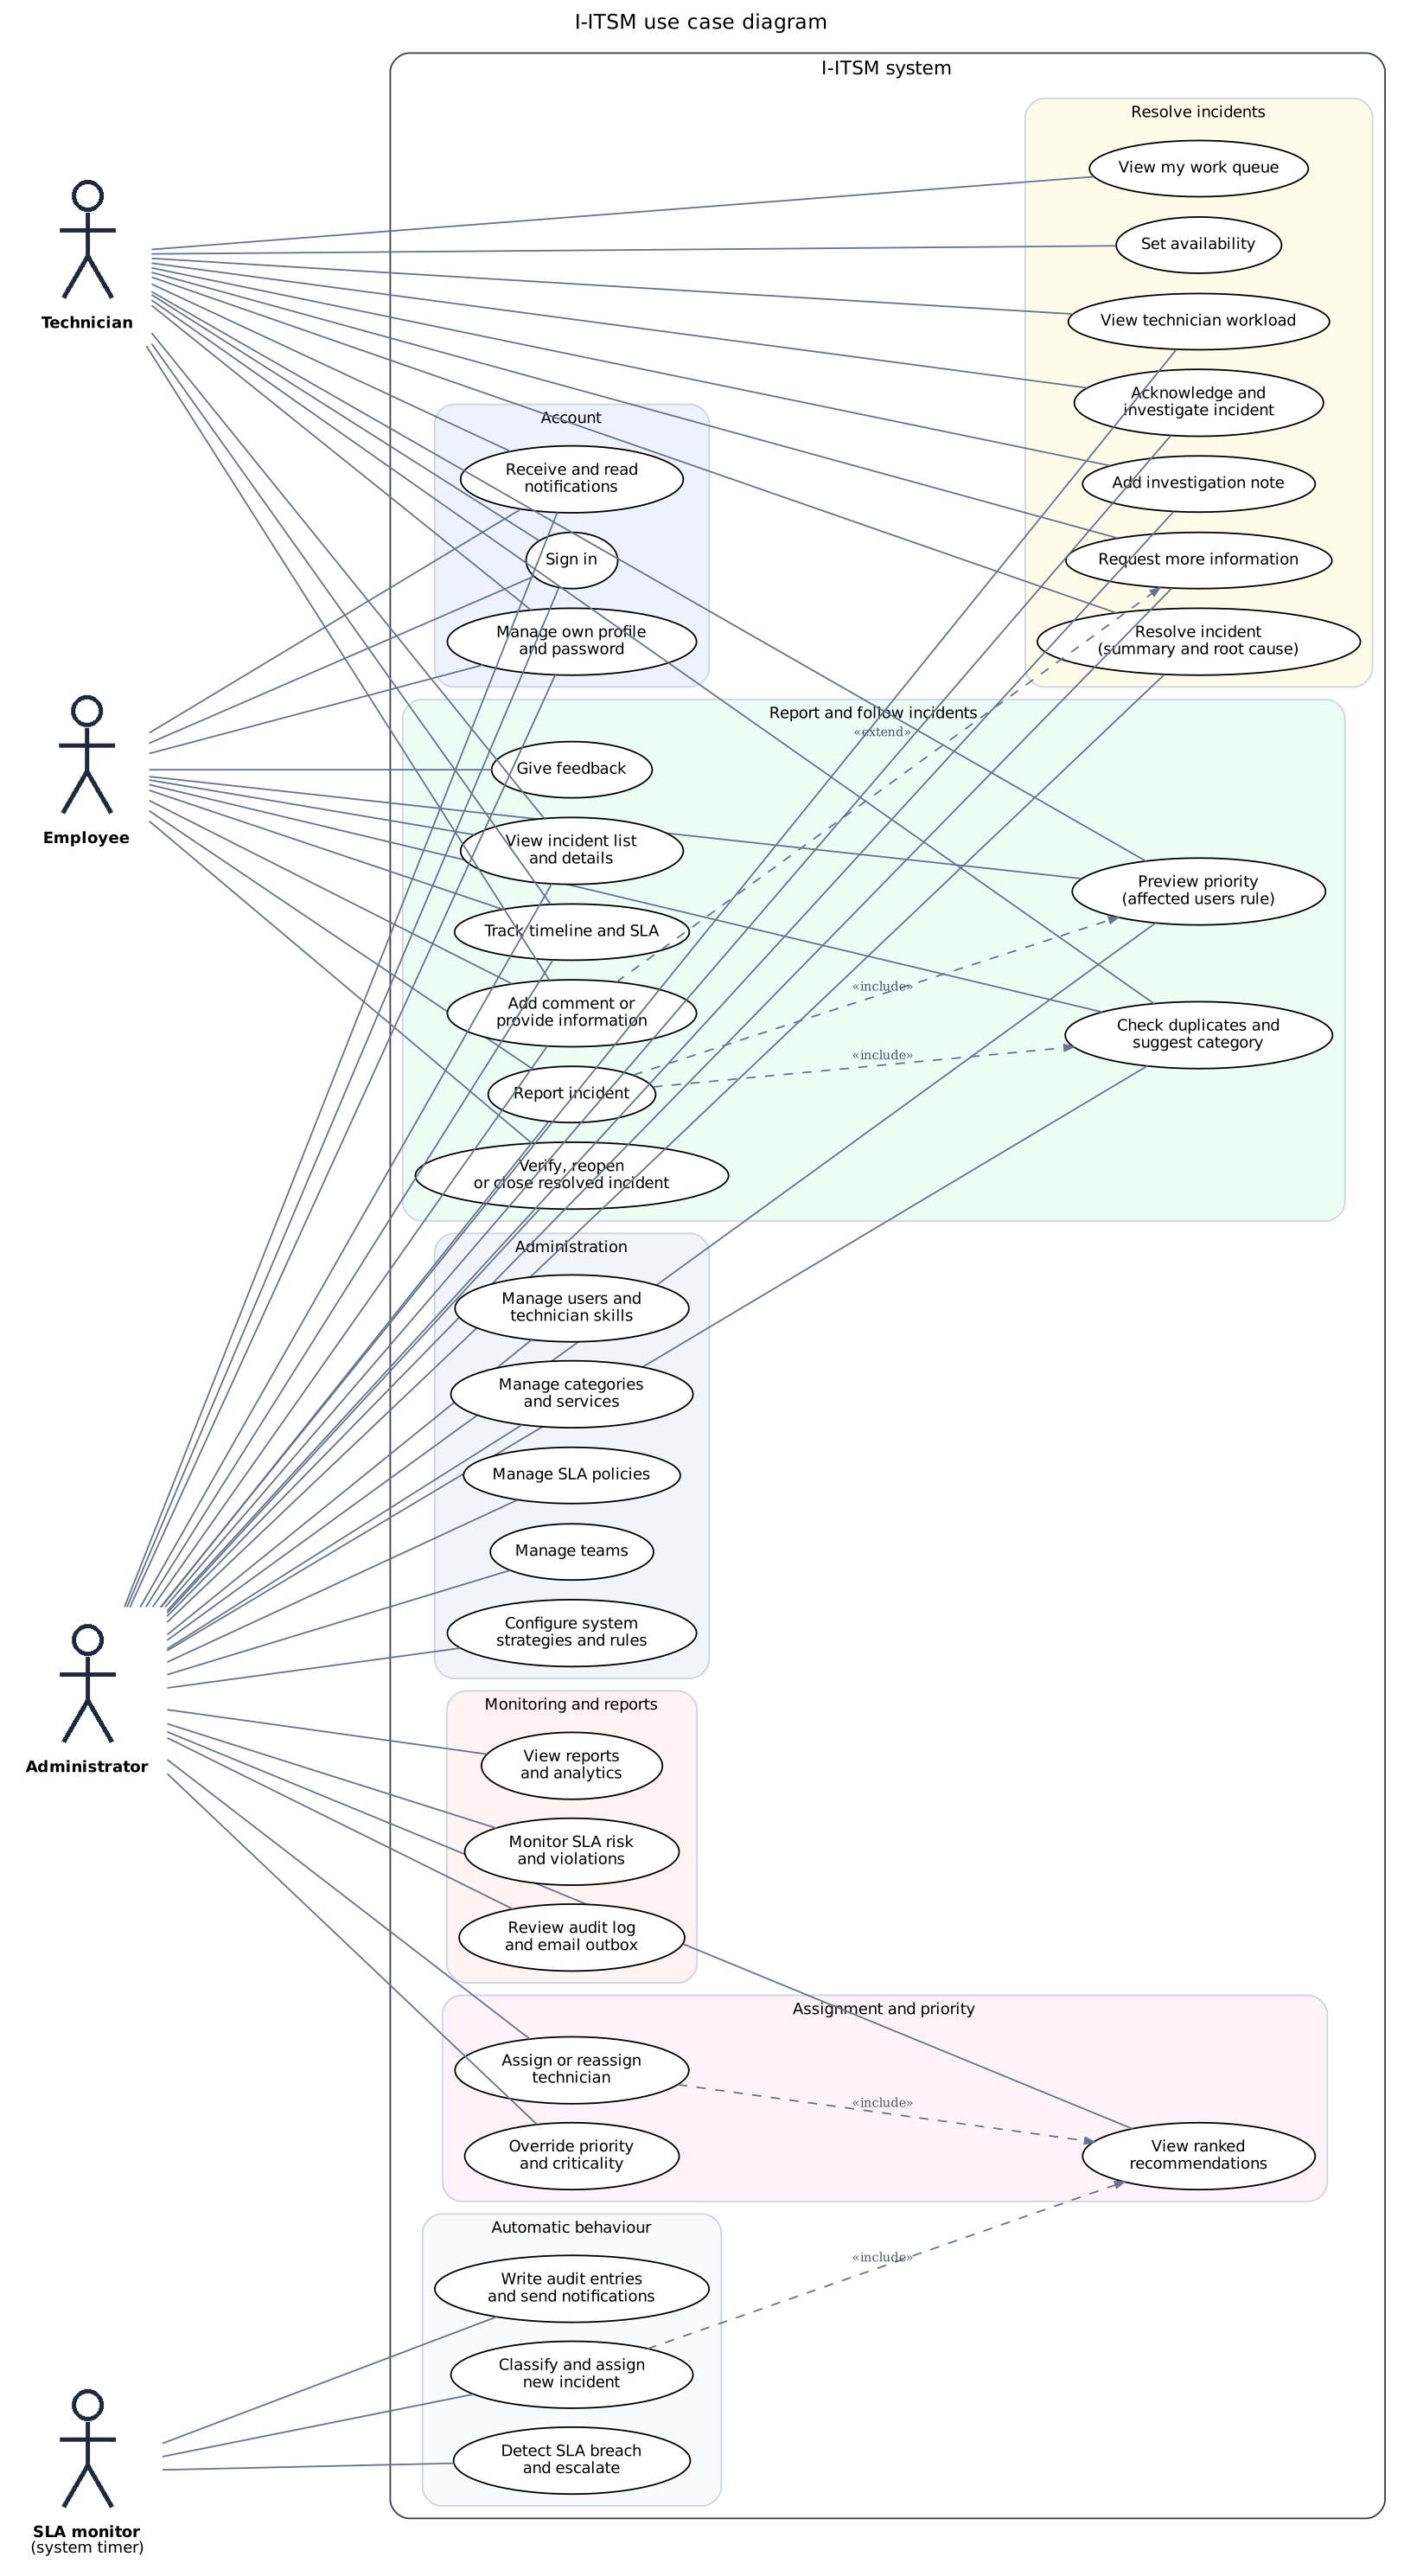 I-ITSM use case diagram
I-ITSM system
Resolve incidents
View my work queue
Set availability
View technician workload
Acknowledge and
investigate incident
Add investigation note
Request more information
Resolve incident
(summary and root cause)
Technician
Account
Receive and read
notifications
Sign in
Manage own profile
and password
Employee
Report and follow incidents
«extend»
Give feedback
View incident list
and details
Track timeline and SLA
Add comment or
provide information
Report incident
Verify, reopen
or close resolved incident
Preview priority
(affected users rule)
«include»
Check duplicates and
suggest category
«include»
Administration
Manage users and
technician skills
Manage categories
and services
Manage SLA policies
Manage teams
Configure system
strategies and rules
Administrator
Monitoring and reports
View reports
and analytics
Monitor SLA risk
and violations
Review audit log
and email outbox
Assignment and priority
Assign or reassign
technician
«include»
Override priority
and criticality
View ranked
recommendations
Automatic behaviour
«include»
Write audit entries
and send notifications
Classify and assign
new incident
Detect SLA breach
and escalate
SLA monitor
(system timer)